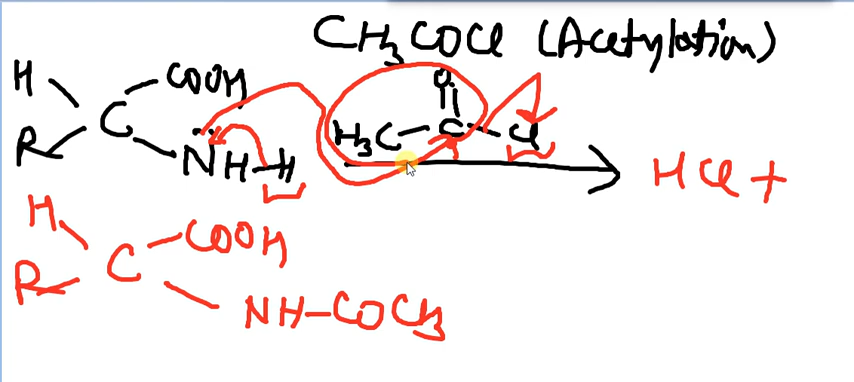 CH3COCl (Acetylation)
H COOH O
C H3C-C-Cl
R NH-H HCl +
H COOH
C
R NH-COCH3